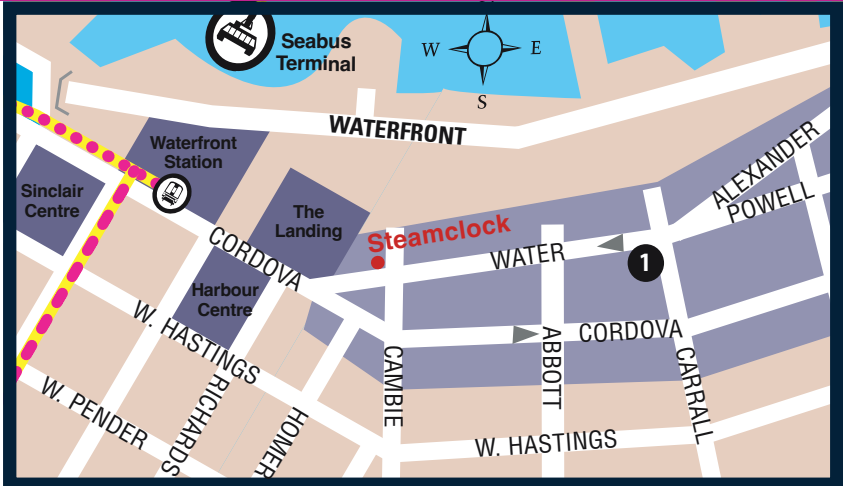 Seabus
Terminal
W
E
S
WATERFRONT
Waterfront
Station
ALEXANDER
POWELL
Sinclair
Centre
The
Landing
Steamclock
WATER
1
CORDOVA
Harbour
Centre
W. HASTINGS
CORDOVA
ABBOTT
CAMBIE
CARRALL
W. PENDER
RICHARDS
HOMER
W. HASTINGS